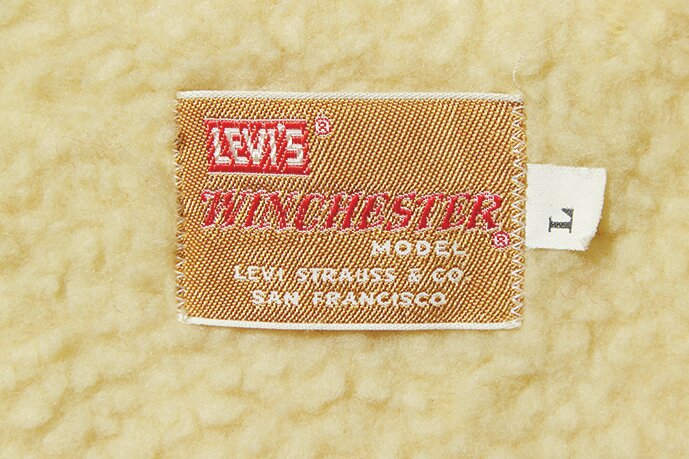 LEVI'S®
WINCHESTER®
MODEL
LEVI STRAUSS & CO
SAN FRANCISCO
L